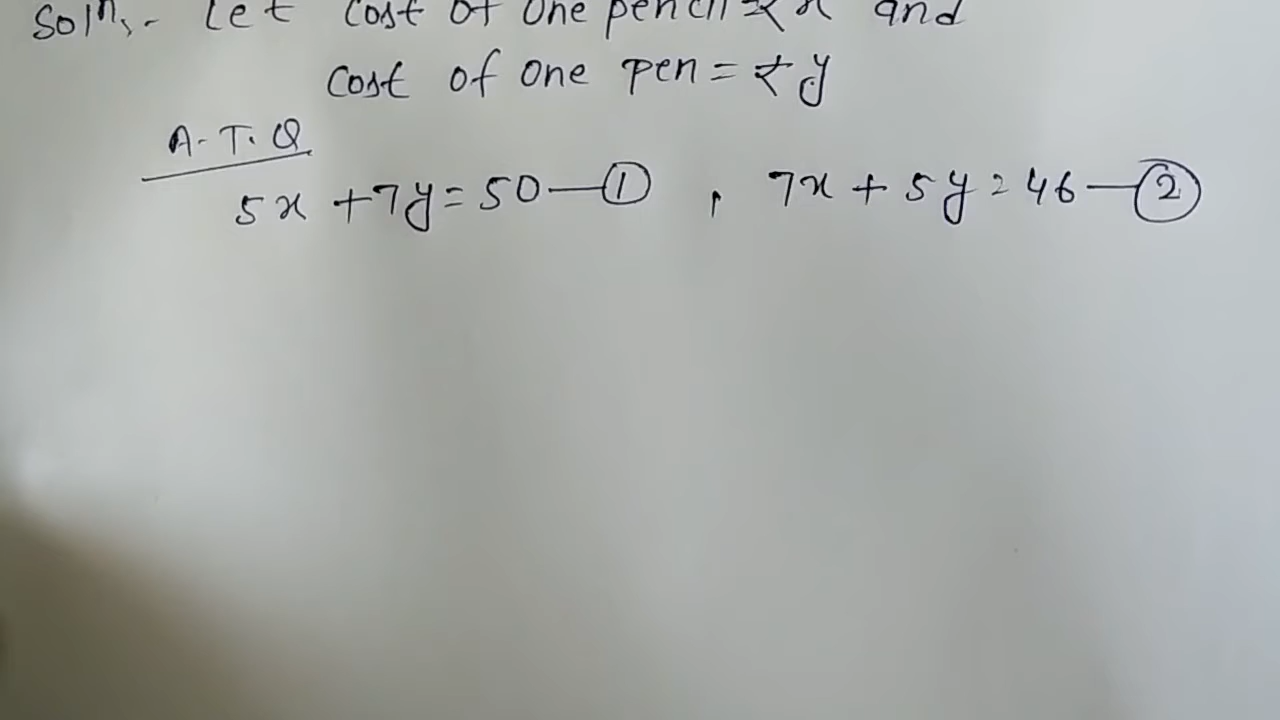 Solⁿ:- Let cost of one pencil = ₹ x and
cost of one pen = ₹ y
A.T.Q
5x + 7y = 50 — ① , 7x + 5y = 46 — ②